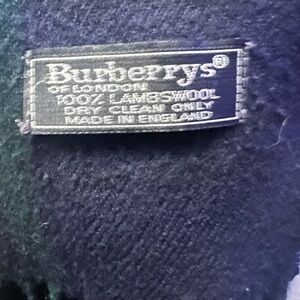 Burberrys®
OF LONDON
100% LAMBSWOOL
DRY CLEAN ONLY
MADE IN ENGLAND